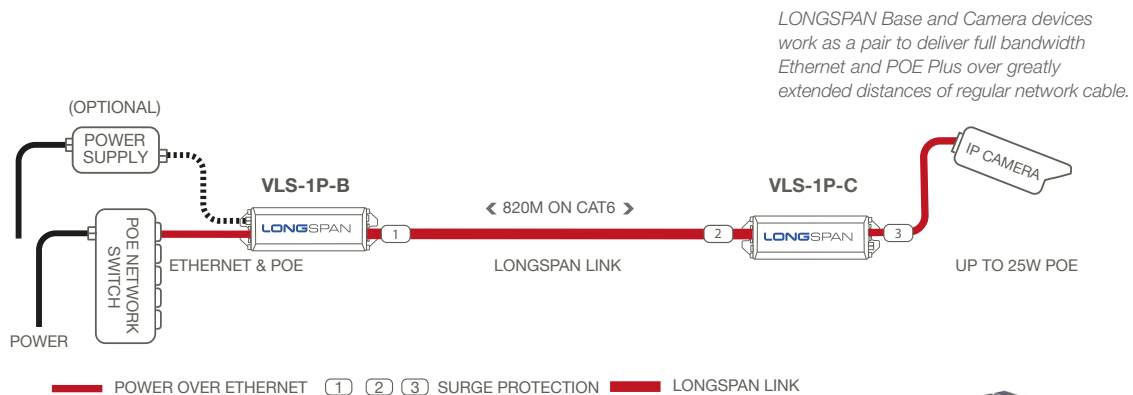 LONGSPAN Base and Camera devices
work as a pair to deliver full bandwidth
Ethernet and POE Plus over greatly
extended distances of regular network cable.
(OPTIONAL)
POWER
SUPPLY
IP CAMERA
VLS-1P-B
VLS-1P-C
< 820M ON CAT6 >
LONGSPAN
1
2
LONGSPAN
3
POE NETWORK
SWITCH
ETHERNET & POE
LONGSPAN LINK
UP TO 25W POE
POWER
POWER OVER ETHERNET 1 2 3 SURGE PROTECTION LONGSPAN LINK